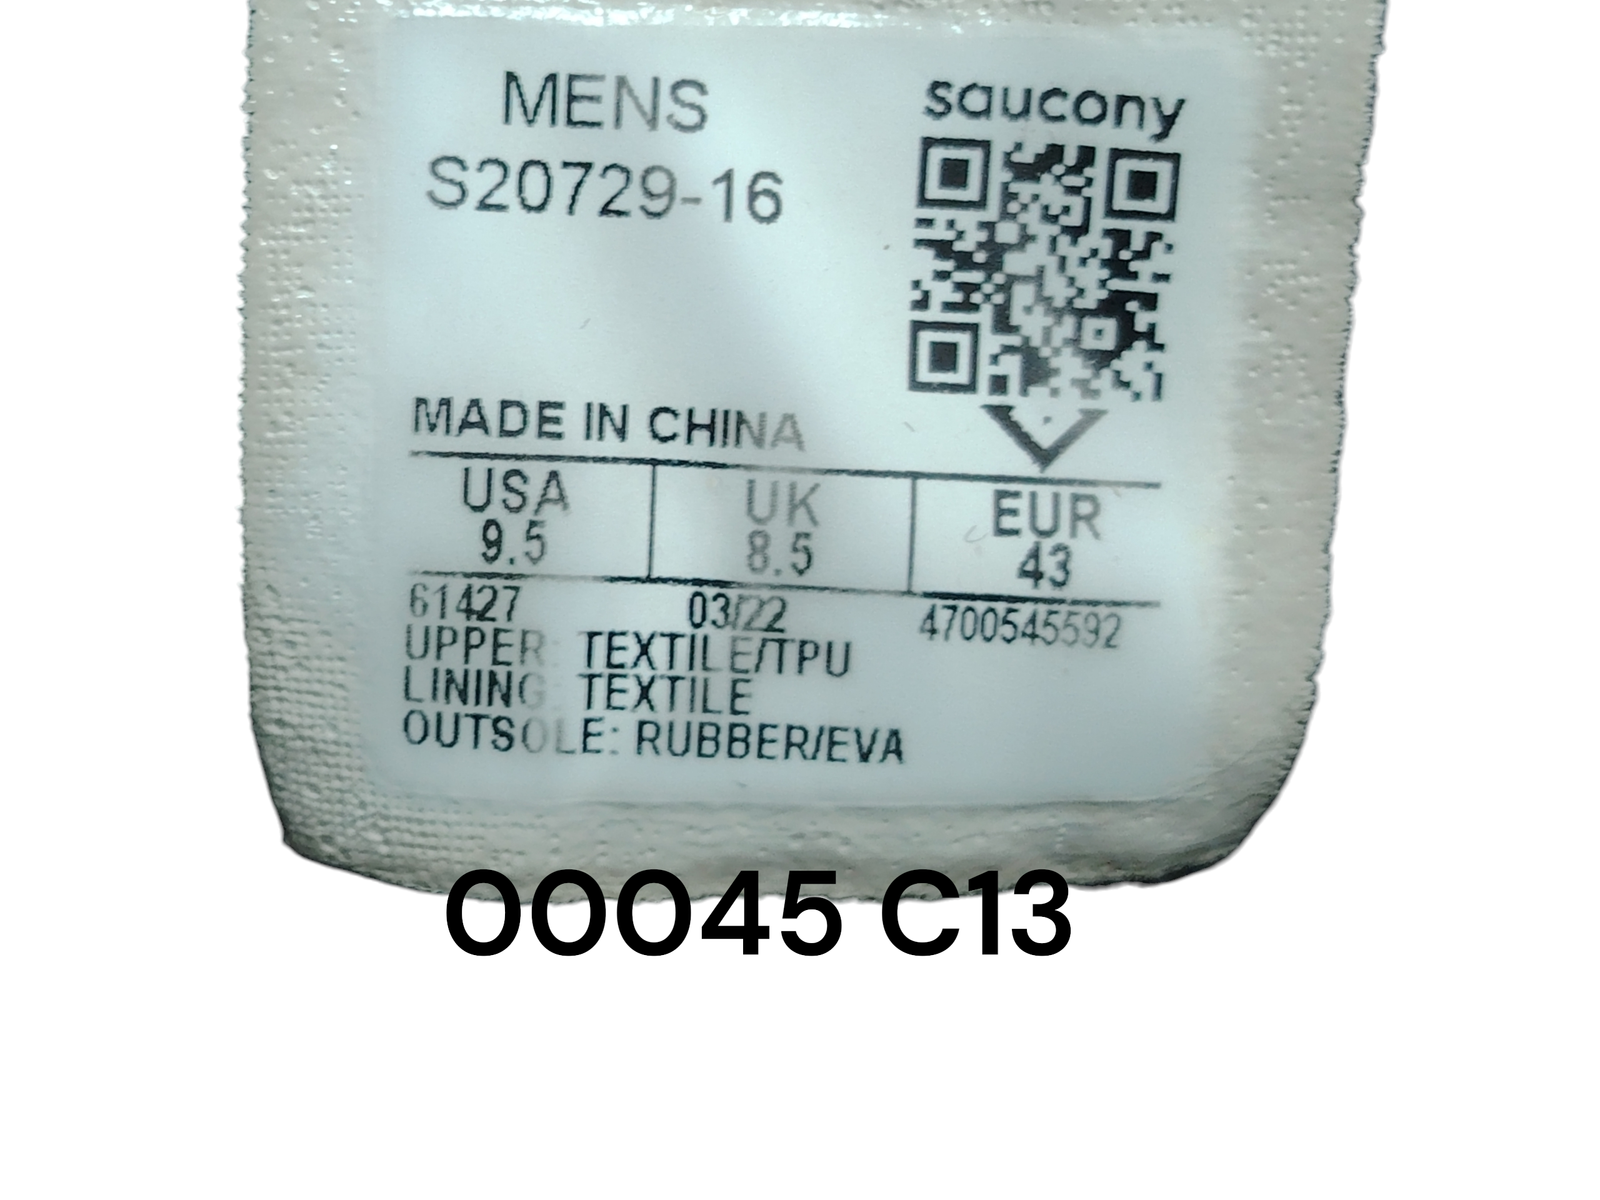 MENS
saucony
S20729-16
MADE IN CHINA
USA UK EUR
9.5 8.5 43
61427 03/22 4700545592
UPPER: TEXTILE/TPU
LINING: TEXTILE
OUTSOLE: RUBBER/EVA
00045 C13